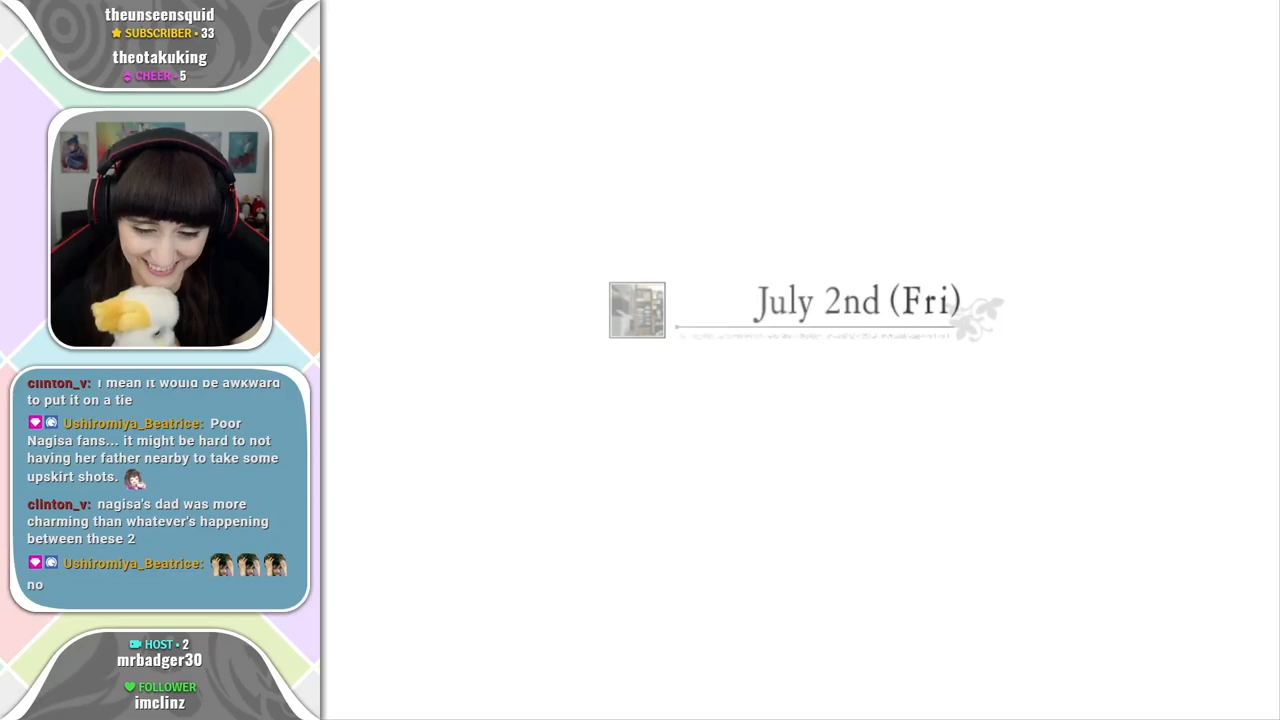 theunseensquid
SUBSCRIBER • 33
theotakuking
CHEER • 5
clinton_v: I mean it would be awkward
to put it on a tie
Ushiromiya_Beatrice: Poor
Nagisa fans... it might be hard to not
having her father nearby to take some
upskirt shots.
clinton_v: nagisa's dad was more
charming than whatever's happening
between these 2
Ushiromiya_Beatrice:
no
HOST • 2
mrbadger30
FOLLOWER
imclinz
July 2nd (Fri)